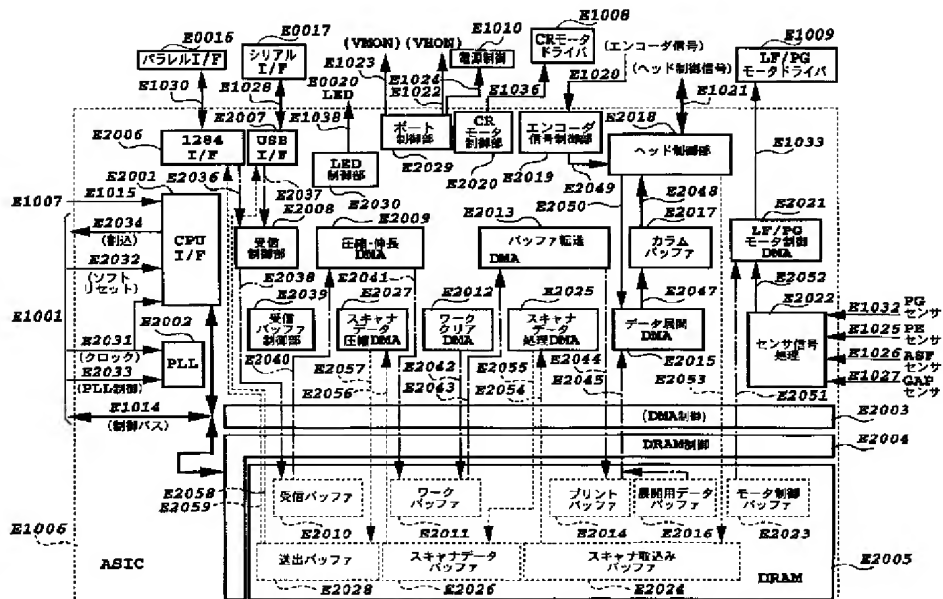 E0016
E0017
E1010
E1008
E1009
パラレルI/F
シリアル
I/F
(VMON)(VHON)
電源制御
CRモータ
ドライバ
(エンコーダ信号)
(ヘッド制御信号)
LF/PG
モータドライバ
E1023
E1024
E1022
E1036
E1020
E1021
E1030
E1028
E0020
LED
E1038
E2006
E2007
E2018
E1033
1284
I/F
USB
I/F
LED
制御部
ポート
制御部
CR
モータ
制御部
エンコーダ
信号制御部
ヘッド制御部
E2029
E2020
E2019
E2049
E2036
E2037
E2030
E2050
E2048
E2001
E2008
E2009
E2013
E2017
E2021
E1007
E1015
E2034
(割込)
E2032
(ソフト
リセット)
CPU
I/F
受信
制御部
圧縮・伸長
DMA
バッファ転送
DMA
カラム
バッファ
LF/PG
モータ制御
DMA
E2038
E2041
E2039
E2027
E2012
E2025
E2047
E2052
E2022
E1001
E2002
E2031
(クロック)
E2033
(PLL制御)
PLL
受信
バッファ
制御部
スキャナ
データ
圧縮DMA
ワーク
クリア
DMA
スキャナ
データ
処理DMA
データ展開
DMA
センサ信号
処理
E1032
PG
センサ
E1025
PE
センサ
E1026
ASF
センサ
E1027
GAP
センサ
E2040
E2057
E2056
E2042
E2043
E2055
E2054
E2044
E2045
E2015
E2053
E2051
E1014
(制御バス)
(DMA制御)
E2003
DRAM制御
E2004
E2058
E2059
受信バッファ
ワーク
バッファ
プリント
バッファ
展開用データ
バッファ
モータ制御
バッファ
E2010
E2011
E2014
E2016
E2023
E1006
ASIC
送出バッファ
スキャナデータ
バッファ
スキャナ取込み
バッファ
E2005
DRAM
E2028
E2026
E2024